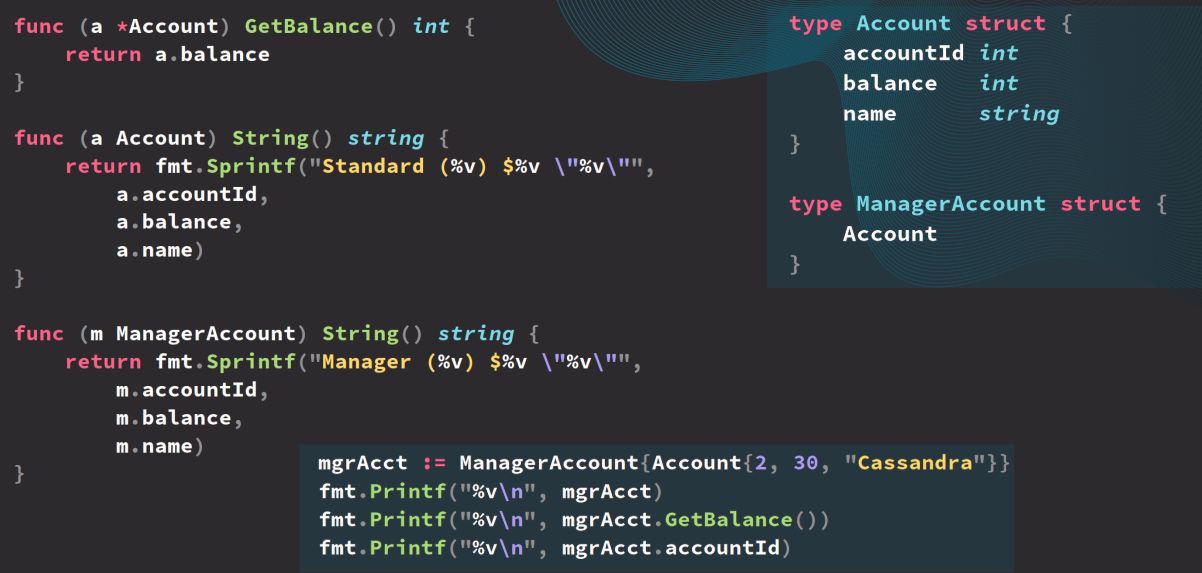 func (a *Account) GetBalance() int {
    return a.balance
}

func (a Account) String() string {
    return fmt.Sprintf("Standard (%v) $%v \"%v\"",
        a.accountId,
        a.balance,
        a.name)
}

func (m ManagerAccount) String() string {
    return fmt.Sprintf("Manager (%v) $%v \"%v\"",
        m.accountId,
        m.balance,
        m.name)
}

type Account struct {
    accountId int
    balance   int
    name      string
}

type ManagerAccount struct {
    Account
}

mgrAcct := ManagerAccount{Account{2, 30, "Cassandra"}}
fmt.Printf("%v\n", mgrAcct)
fmt.Printf("%v\n", mgrAcct.GetBalance())
fmt.Printf("%v\n", mgrAcct.accountId)